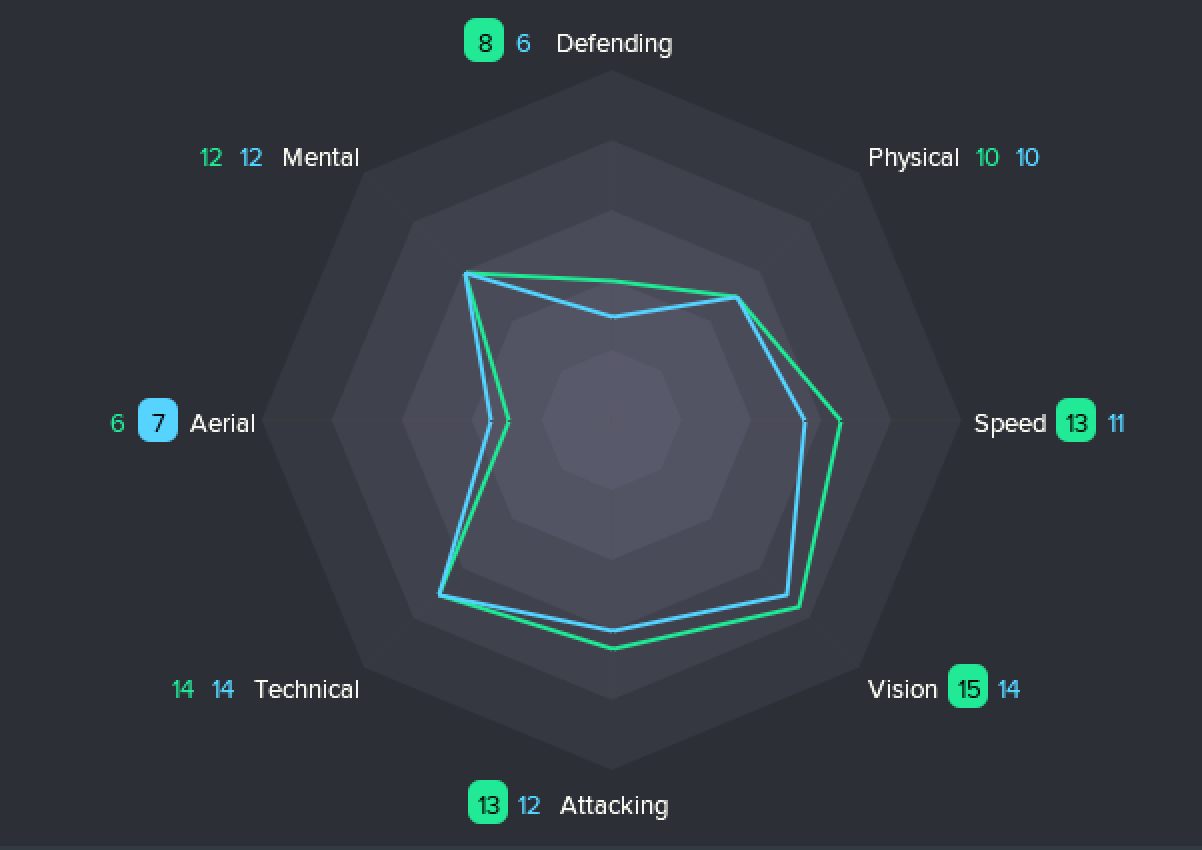 8 6 Defending
12 12 Mental
Physical 10 10
6 7 Aerial
Speed 13 11
14 14 Technical
Vision 15 14
13 12 Attacking